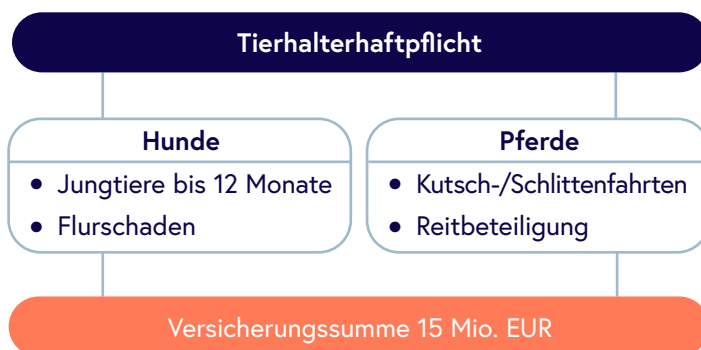 Tierhalterhaftpflicht
Hunde
• Jungtiere bis 12 Monate
• Flurschaden
Pferde
• Kutsch-/Schlittenfahrten
• Reitbeteiligung
Versicherungssumme 15 Mio. EUR